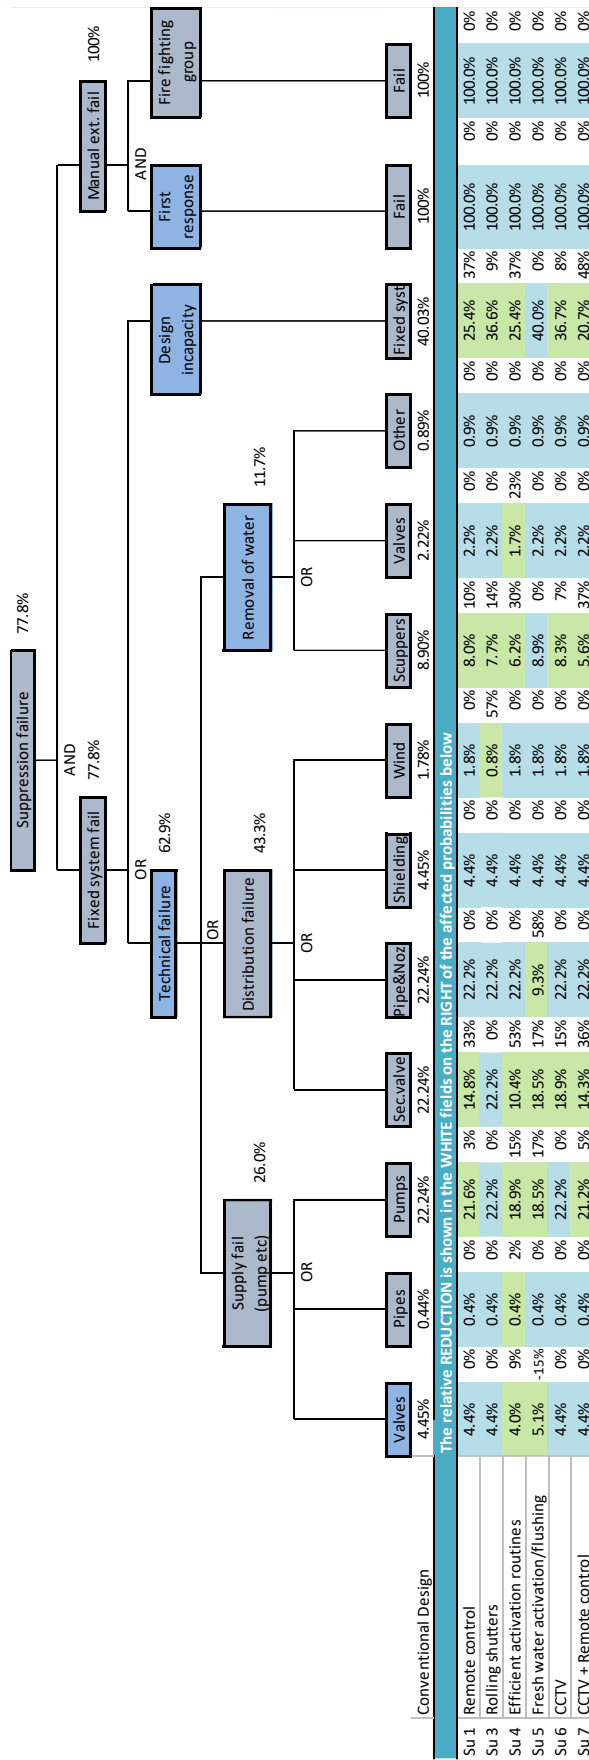 Suppression failure 77.8%
AND
Fixed system fail 77.8% Manual ext. fail 100%
OR AND
Technical failure 62.9% Design incapacity First response Fire fighting group
OR
Supply fail (pump etc) 26.0% Distribution failure 43.3% Removal of water 11.7%
OR OR OR
Valves Pipes Pumps Sec.valve Pipe&Noz Shielding Wind Scuppers Valves Other Fixed syst Fail Fail
Conventional Design 4.45% 0.44% 22.24% 22.24% 22.24% 4.45% 1.78% 8.90% 2.22% 0.89% 40.03% 100% 100%
The relative REDUCTION is shown in the WHITE fields on the RIGHT of the affected probabilities below
Su 1 Remote control 4.4% 0% 0.4% 0% 21.6% 3% 14.8% 33% 22.2% 0% 4.4% 0% 1.8% 0% 8.0% 10% 2.2% 0% 0.9% 0% 25.4% 37% 100.0% 0% 100.0% 0%
Su 3 Rolling shutters 4.4% 0% 0.4% 0% 22.2% 0% 22.2% 0% 22.2% 0% 4.4% 0% 0.8% 57% 7.7% 14% 2.2% 0% 0.9% 0% 36.6% 9% 100.0% 0% 100.0% 0%
Su 4 Efficient activation routines 4.0% 9% 0.4% 2% 18.9% 15% 10.4% 53% 22.2% 0% 4.4% 0% 1.8% 0% 6.2% 30% 1.7% 23% 0.9% 0% 25.4% 37% 100.0% 0% 100.0% 0%
Su 5 Fresh water activation/flushing 5.1% -15% 0.4% 0% 18.5% 17% 18.5% 17% 9.3% 58% 4.4% 0% 1.8% 0% 8.9% 0% 2.2% 0% 0.9% 0% 40.0% 0% 100.0% 0% 100.0% 0%
Su 6 CCTV 4.4% 0% 0.4% 0% 22.2% 0% 18.9% 15% 22.2% 0% 4.4% 0% 1.8% 0% 8.3% 7% 2.2% 0% 0.9% 0% 36.7% 8% 100.0% 0% 100.0% 0%
Su 7 CCTV + Remote control 4.4% 0% 0.4% 0% 21.2% 5% 14.3% 36% 22.2% 0% 4.4% 0% 1.8% 0% 5.6% 37% 2.2% 0% 0.9% 0% 20.7% 48% 100.0% 0% 100.0% 0%